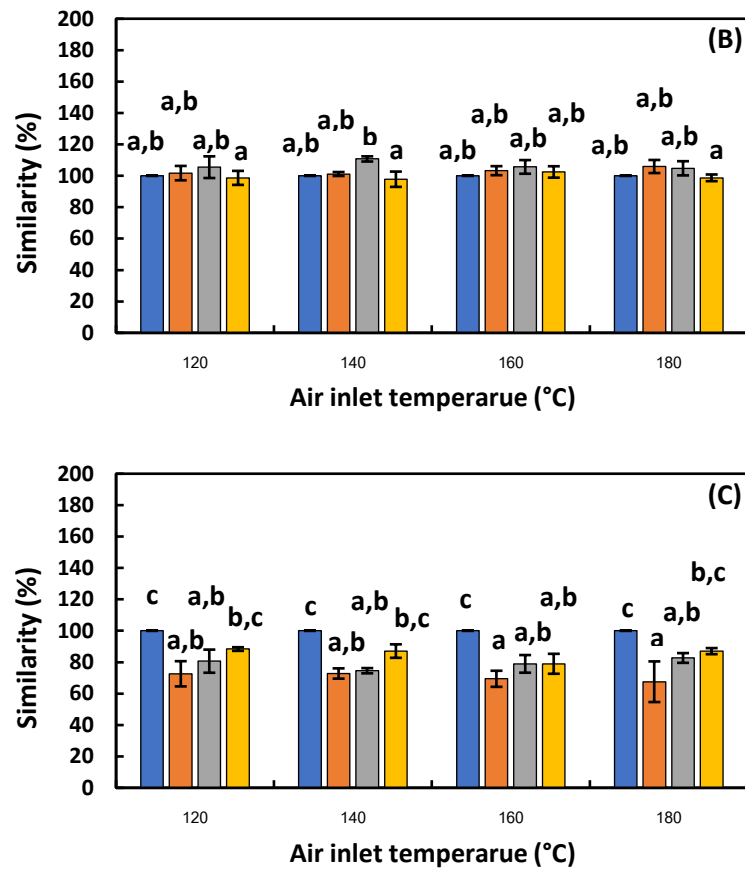 200
(B)
180
160
140
120
100
80
60
40
20
0
Similarity (%)
a,b
a,b
a,b
a
a,b
a,b
b
a
a,b
a,b
a,b
a,b
a,b
a,b
a,b
a
120
140
160
180
Air inlet temperarue (°C)
200
(C)
180
160
140
120
100
80
60
40
20
0
Similarity (%)
c
a,b
a,b
b,c
c
a,b
a,b
b,c
c
a
a,b
a,b
c
a
a,b
b,c
120
140
160
180
Air inlet temperarue (°C)